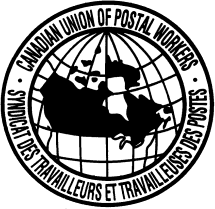 CANADIAN UNION OF POSTAL WORKERS
SYNDICAT DES TRAVAILLEURS ET TRAVAILLEUSES DES POSTES